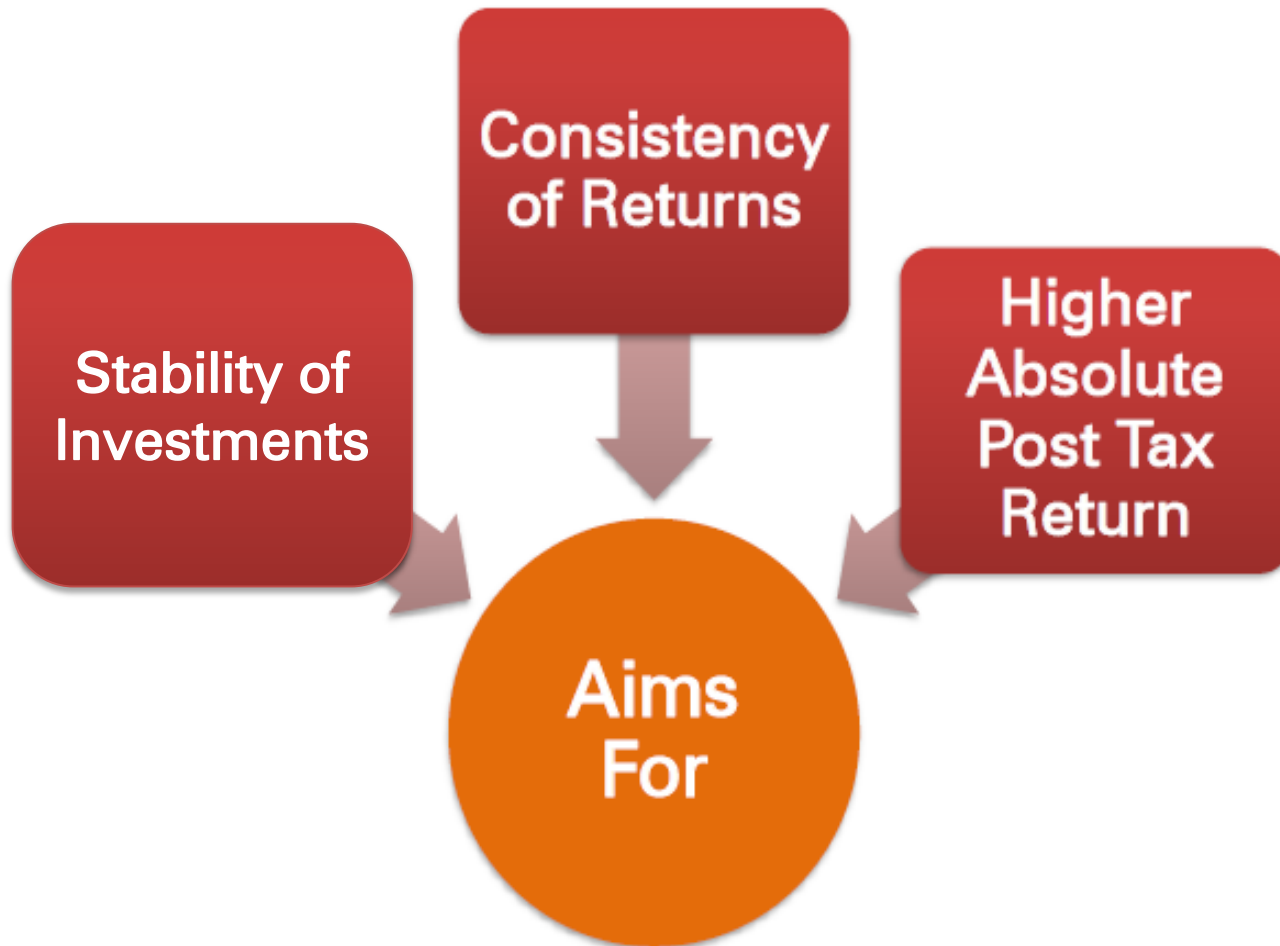 Consistency
of Returns
Stability of
Investments
Higher
Absolute
Post Tax
Return
Aims
For